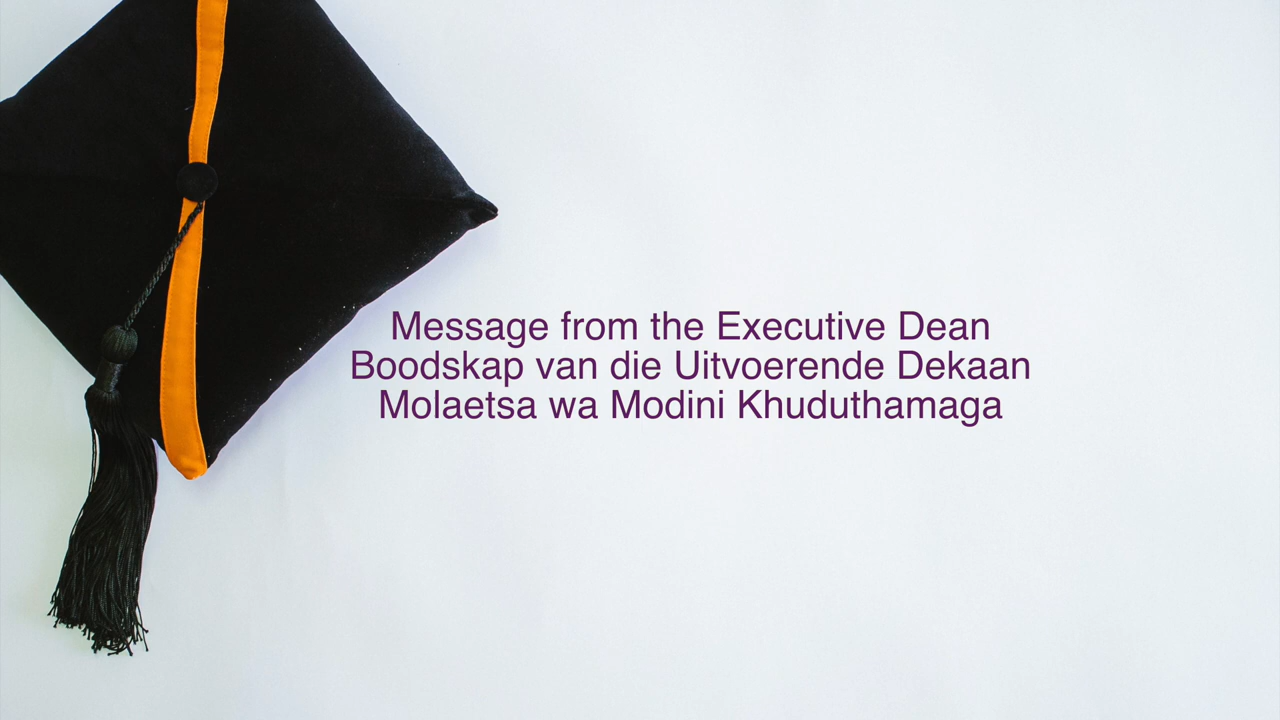 Message from the Executive Dean
Boodskap van die Uitvoerende Dekaan
Molaetsa wa Modini Khuduthamaga